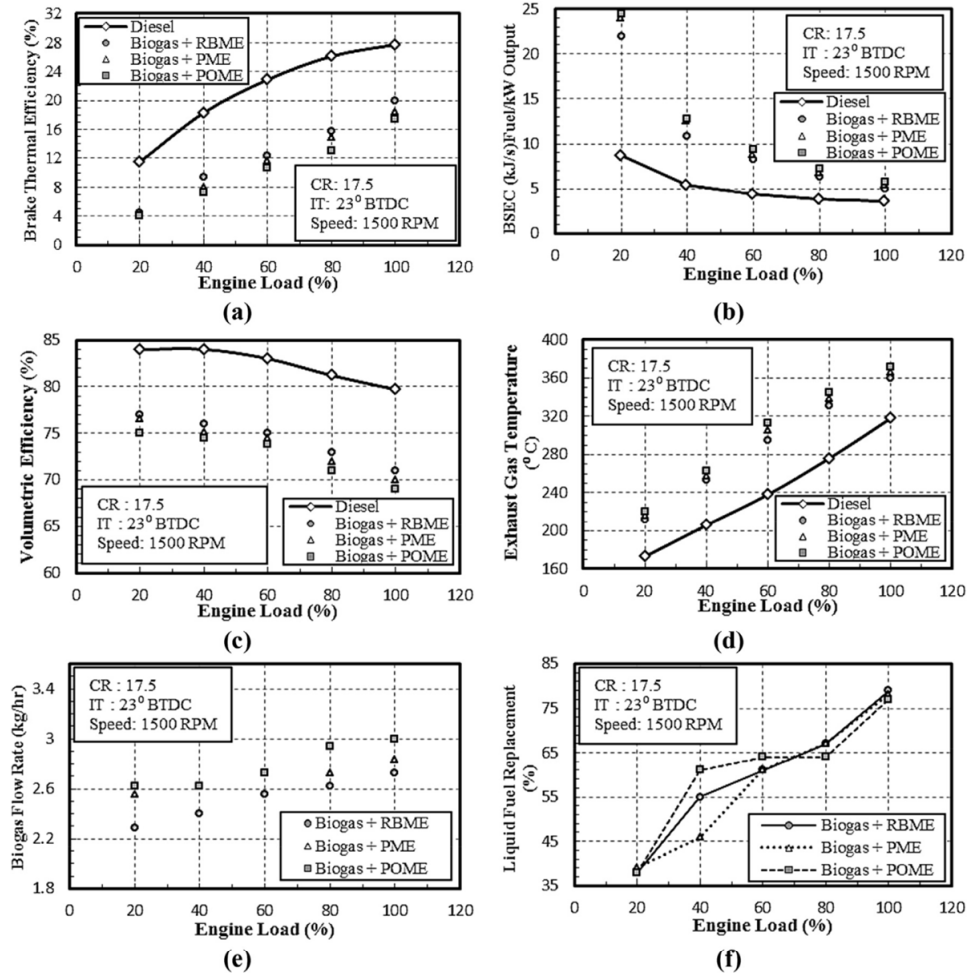 Brake Thermal Efficiency (%)
32
28
24
20
16
12
8
4
0
Diesel
Biogas + RBME
Biogas + PME
Biogas + POME
CR: 17.5
IT: 23⁰ BTDC
Speed: 1500 RPM
0 20 40 60 80 100 120
Engine Load (%)
(a)
BSEC (kJ/s)Fuel/kW Output
25
20
15
10
5
0
CR: 17.5
IT : 23⁰ BTDC
Speed: 1500 RPM
Diesel
Biogas + RBME
Biogas + PME
Biogas + POME
0 20 40 60 80 100 120
Engine Load (%)
(b)
Volumetric Efficiency (%)
85
80
75
70
65
60
CR : 17.5
IT : 23⁰ BTDC
Speed: 1500 RPM
Diesel
Biogas + RBME
Biogas + PME
Biogas + POME
0 20 40 60 80 100 120
Engine Load (%)
(c)
Exhaust Gas Temperature
(⁰C)
400
360
320
280
240
200
160
CR : 17.5
IT : 23⁰ BTDC
Speed: 1500 RPM
Diesel
Biogas + RBME
Biogas + PME
Biogas + POME
0 20 40 60 80 100 120
Engine Load (%)
(d)
Biogas Flow Rate (kg/hr)
3.4
3
2.6
2.2
1.8
CR : 17.5
IT : 23⁰ BTDC
Speed: 1500 RPM
Biogas + RBME
Biogas + PME
Biogas + POME
0 20 40 60 80 100 120
Engine Load (%)
(e)
Liquid Fuel Replacement
(%)
85
75
65
55
45
35
CR : 17.5
IT : 23⁰ BTDC
Speed: 1500 RPM
Biogas + RBME
Biogas + PME
Biogas + POME
0 20 40 60 80 100 120
Engine Load (%)
(f)